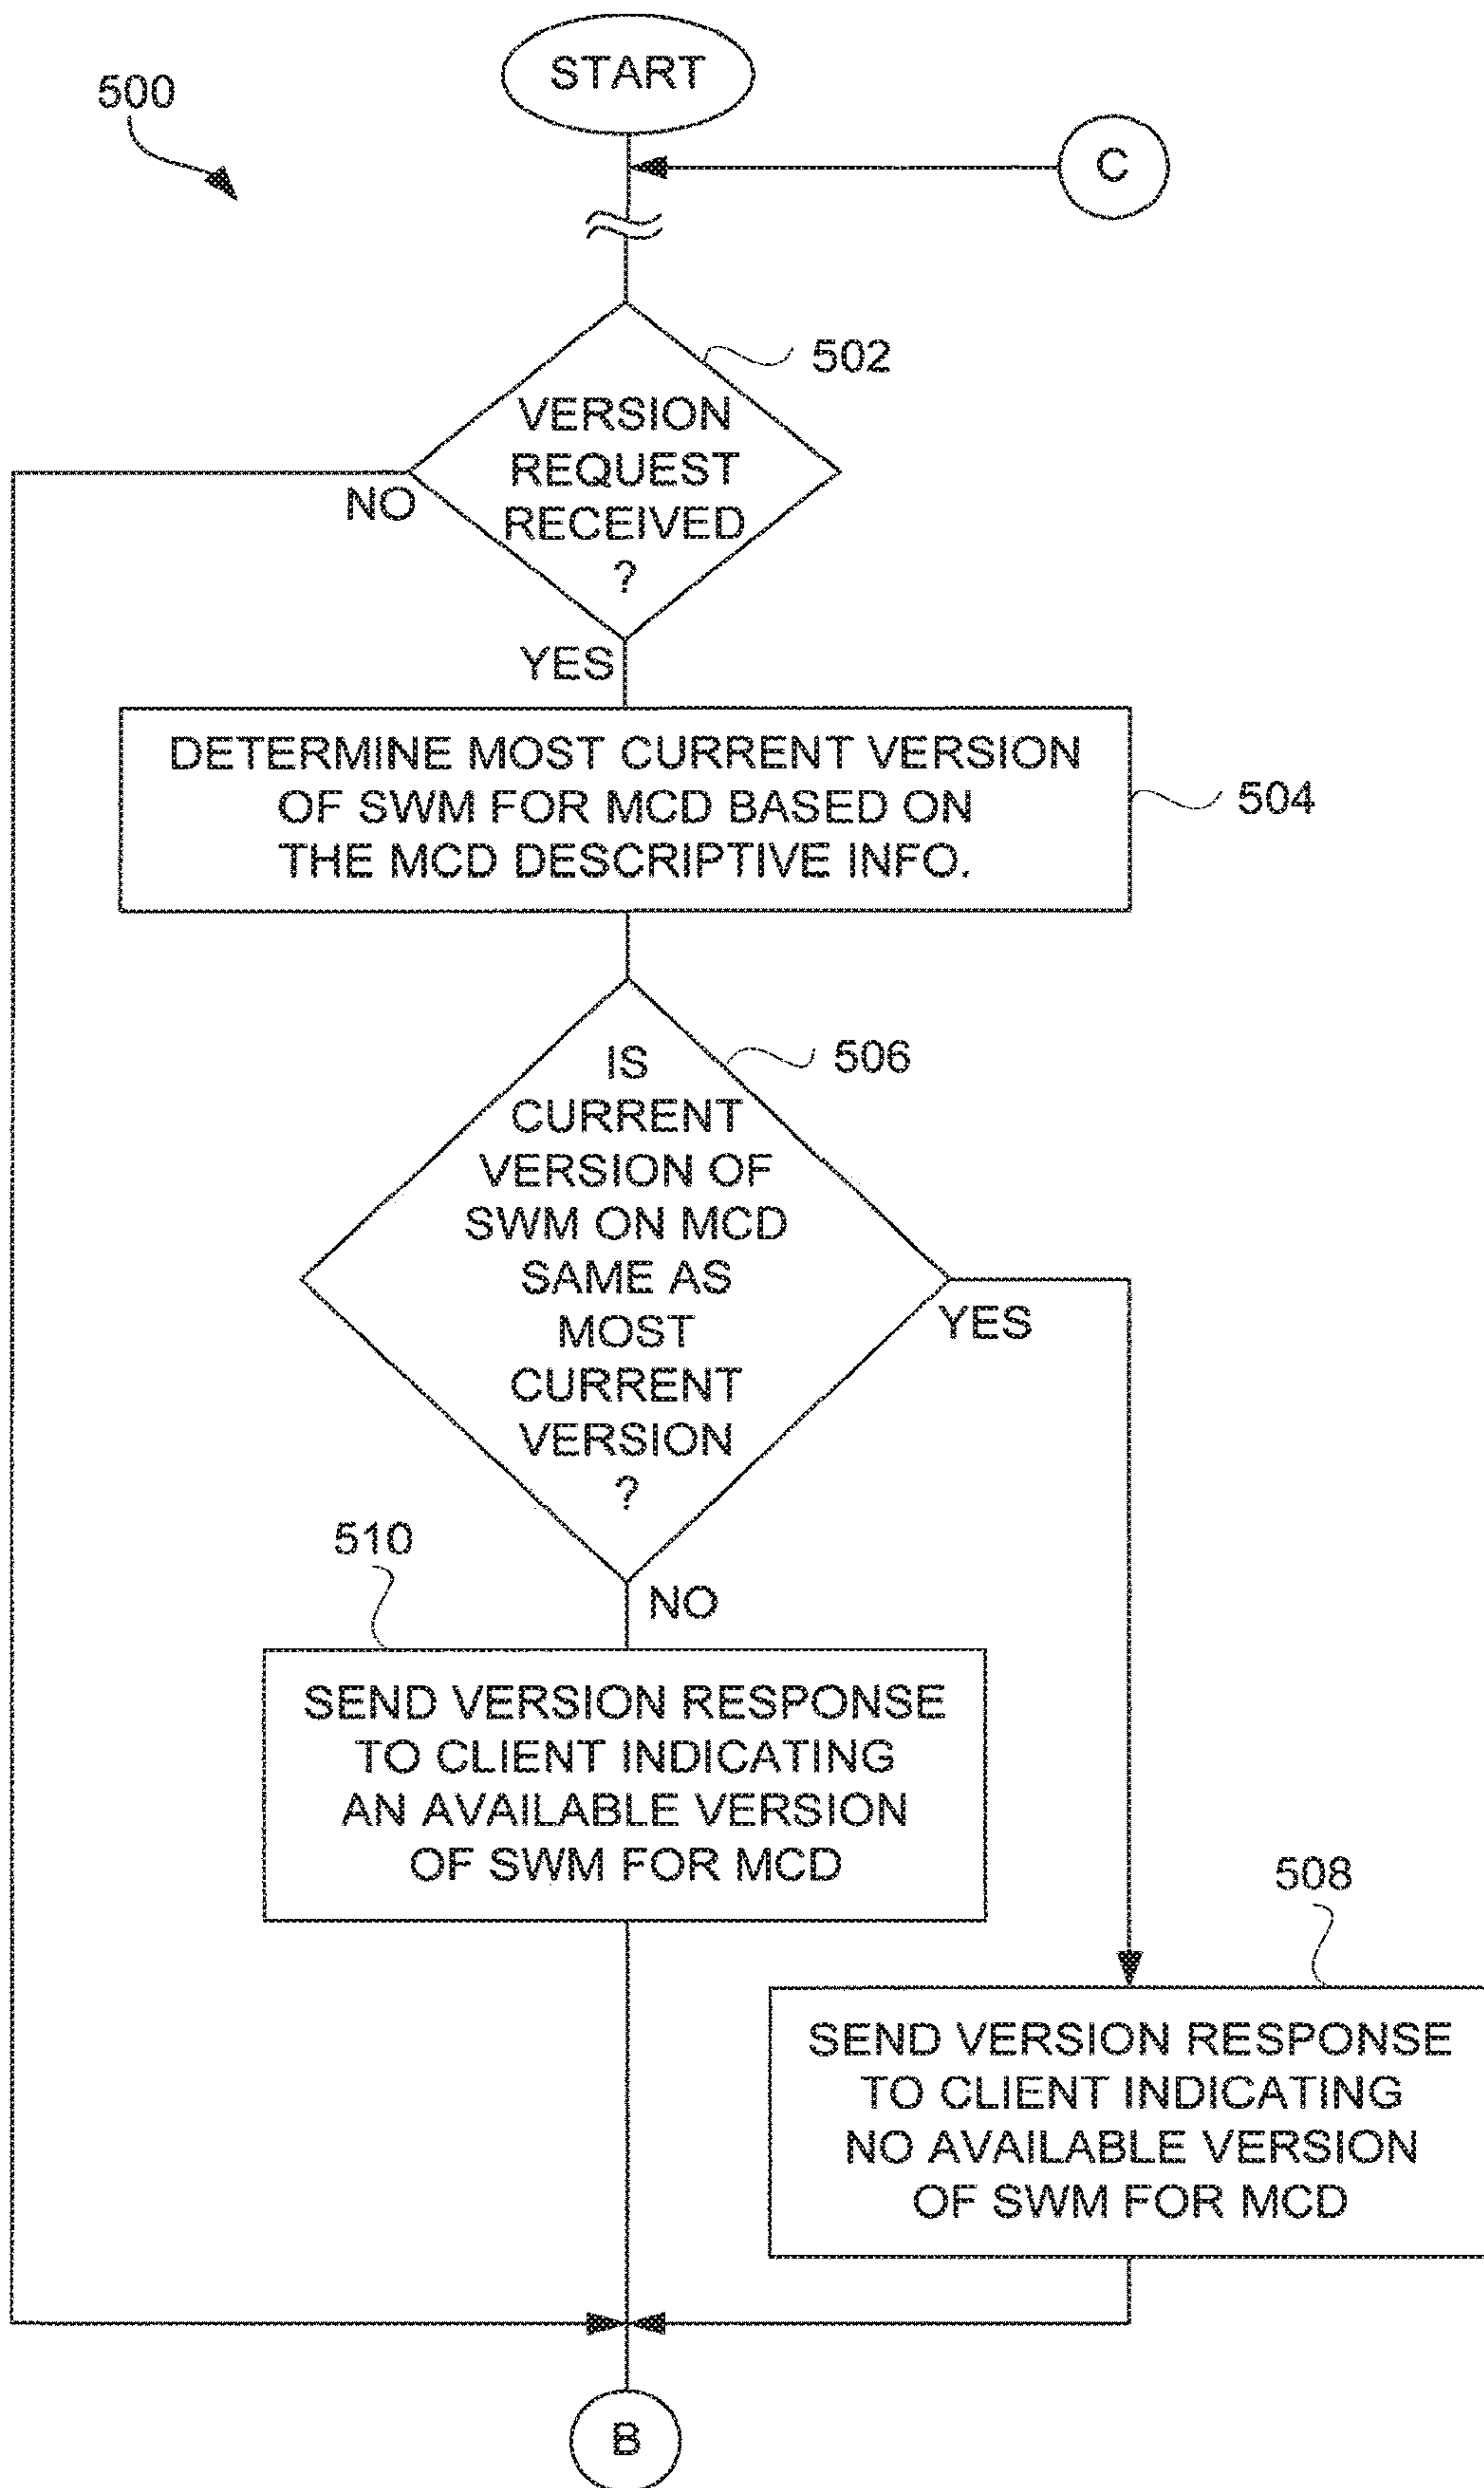 START
500
C
502
VERSION
REQUEST
RECEIVED
?
NO
YES
DETERMINE MOST CURRENT VERSION
OF SWM FOR MCD BASED ON
THE MCD DESCRIPTIVE INFO.
504
506
IS
CURRENT
VERSION OF
SWM ON MCD
SAME AS
MOST
CURRENT
VERSION
?
YES
510
NO
SEND VERSION RESPONSE
TO CLIENT INDICATING
AN AVAILABLE VERSION
OF SWM FOR MCD
508
SEND VERSION RESPONSE
TO CLIENT INDICATING
NO AVAILABLE VERSION
OF SWM FOR MCD
B